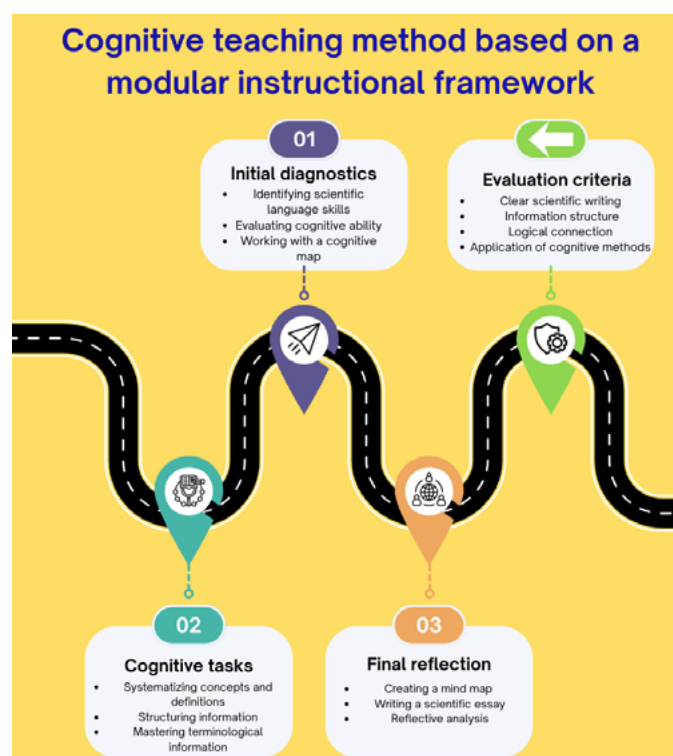 Cognitive teaching method based on a
modular instructional framework
01
Initial diagnostics
• Identifying scientific
language skills
• Evaluating cognitive ability
• Working with a cognitive
map
Evaluation criteria
• Clear scientific writing
• Information structure
• Logical connection
• Application of cognitive methods
02
Cognitive tasks
• Systematizing concepts and
definitions
• Structuring information
• Mastering terminological
information
03
Final reflection
• Creating a mind map
• Writing a scientific essay
• Reflective analysis